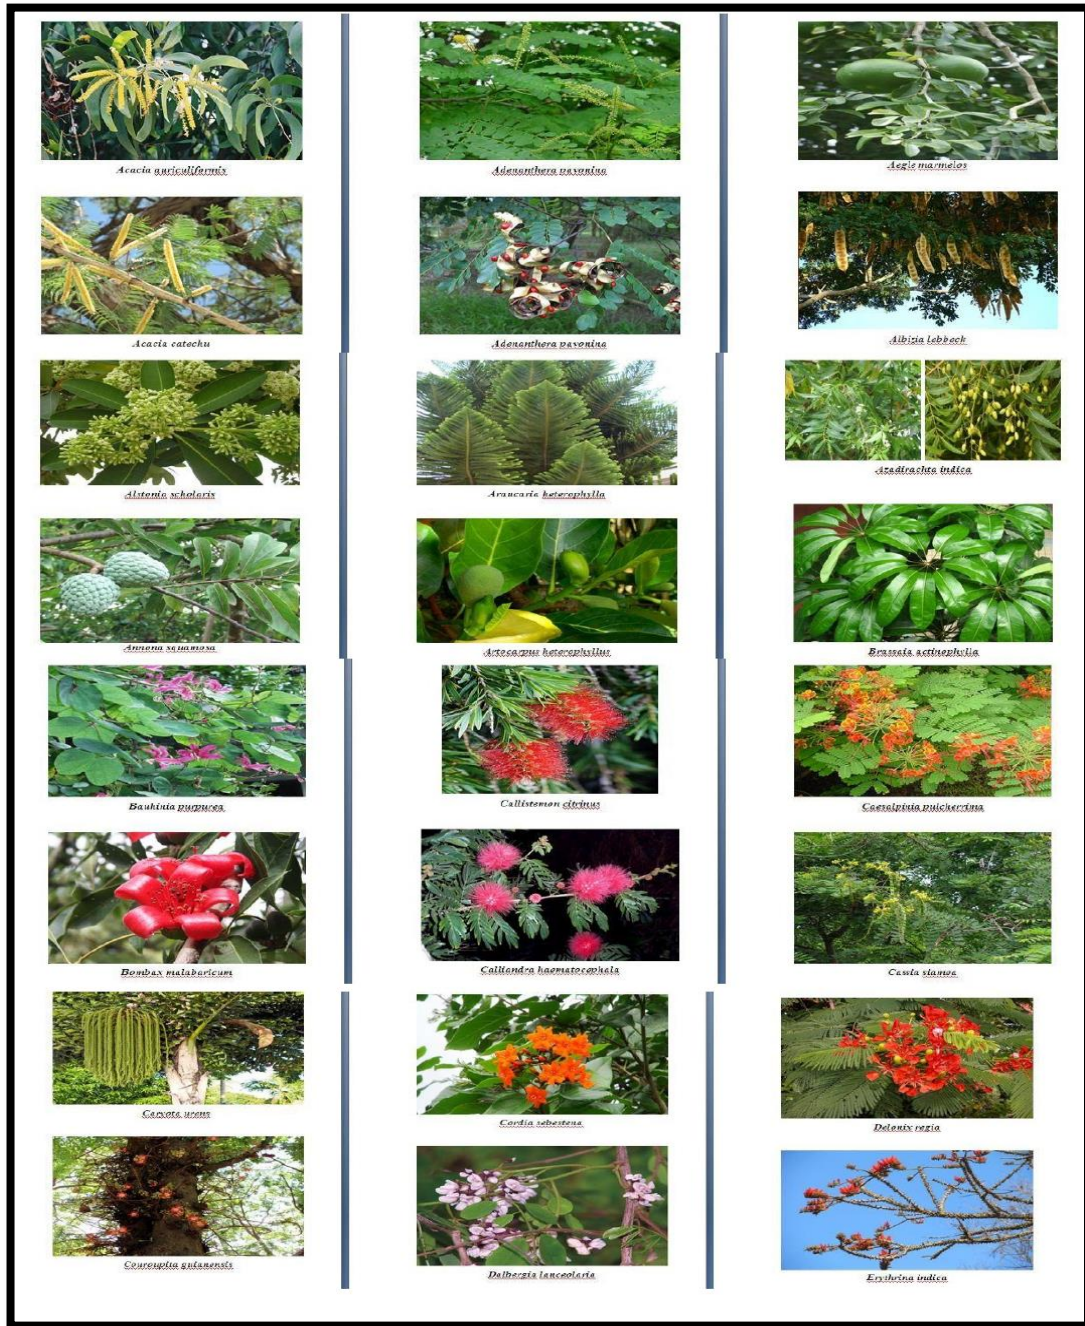 Acacia auriculiformis
Adenanthera pavonina
Aegle marmelos
Acacia catechu
Adenanthera pavonina
Albizia lebbeck
Alstonia scholaris
Araucaria heterophylla
Azadirachta indica
Annona squamosa
Artocarpus heterophyllus
Brassaia actinophylla
Bauhinia purpurea
Callistemon citrinus
Caesalpinia pulcherrima
Bombax malabaricum
Calliandra haematocephala
Cassia siamea
Caryota urens
Cordia sebestena
Delonix regia
Couroupita guianensis
Dalbergia lanceolaria
Erythrina indica